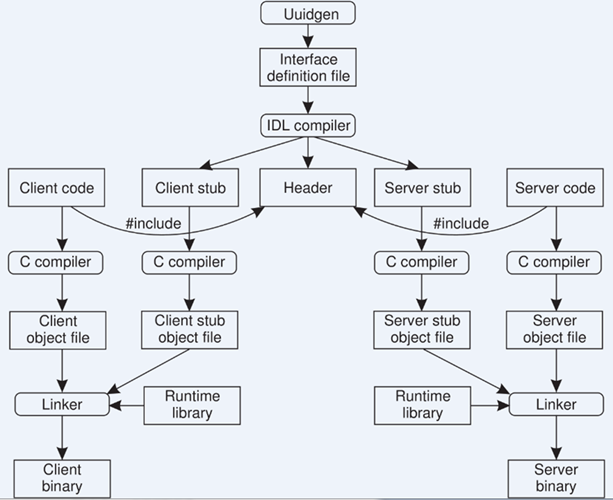 Uuidgen
Interface
definition file
IDL compiler
Client code
Client stub
Header
Server stub
Server code
#include
#include
C compiler
C compiler
C compiler
C compiler
Client
object file
Client stub
object file
Server stub
object file
Server
object file
Linker
Runtime
library
Runtime
library
Linker
Client
binary
Server
binary